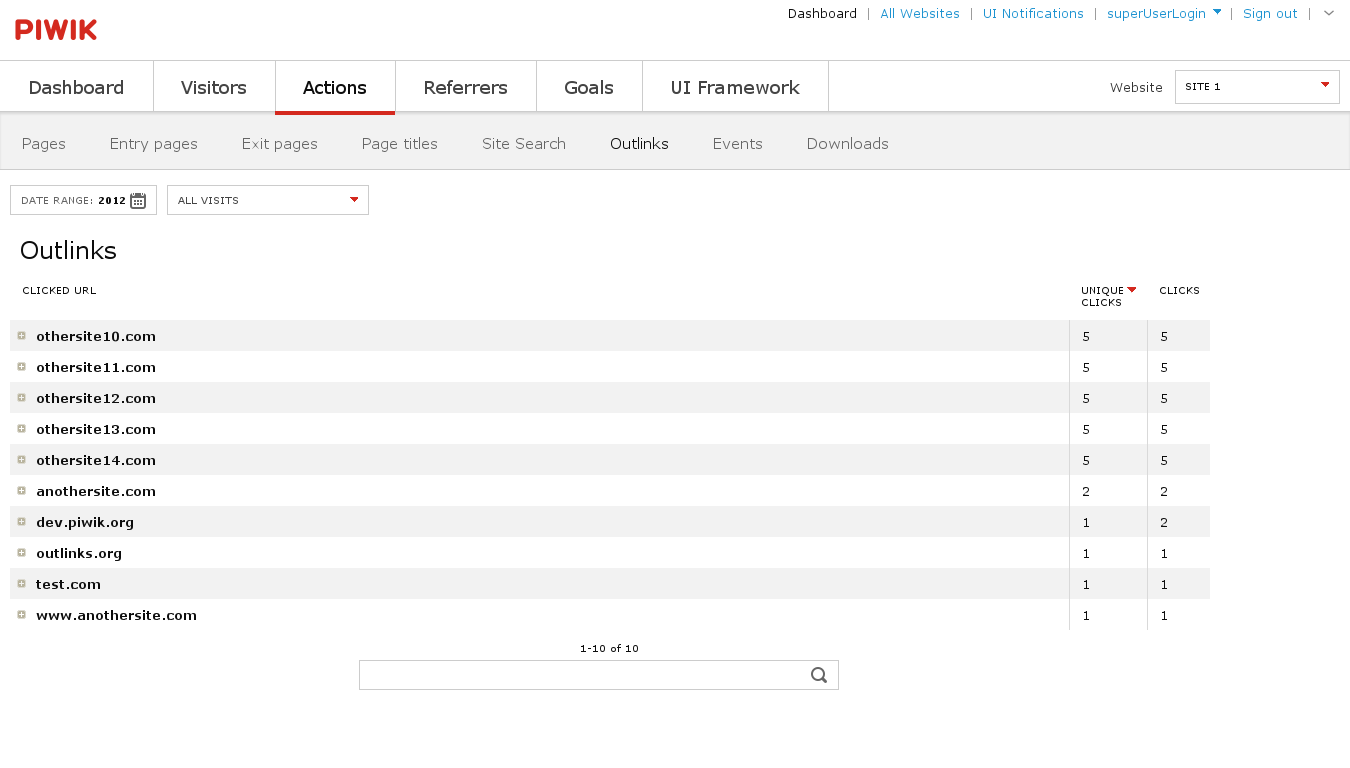 PIWIK
Dashboard | All Websites | UI Notifications | superUserLogin | Sign out |
Dashboard Visitors Actions Referrers Goals UI Framework Website SITE 1
Pages Entry pages Exit pages Page titles Site Search Outlinks Events Downloads
DATE RANGE: 2012 ALL VISITS
Outlinks
CLICKED URL UNIQUE CLICKS CLICKS
othersite10.com 5 5
othersite11.com 5 5
othersite12.com 5 5
othersite13.com 5 5
othersite14.com 5 5
anothersite.com 2 2
dev.piwik.org 1 2
outlinks.org 1 1
test.com 1 1
www.anothersite.com 1 1
1-10 of 10